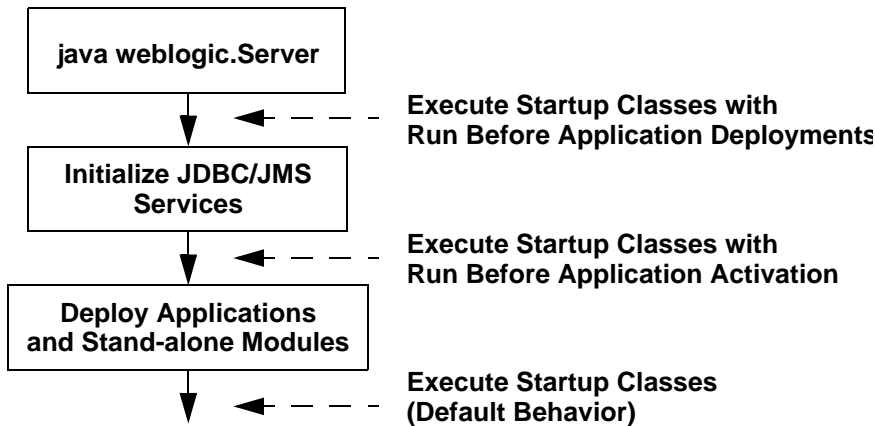 java weblogic.Server
Execute Startup Classes with
Run Before Application Deployments
Initialize JDBC/JMS
Services
Execute Startup Classes with
Run Before Application Activation
Deploy Applications
and Stand-alone Modules
Execute Startup Classes
(Default Behavior)